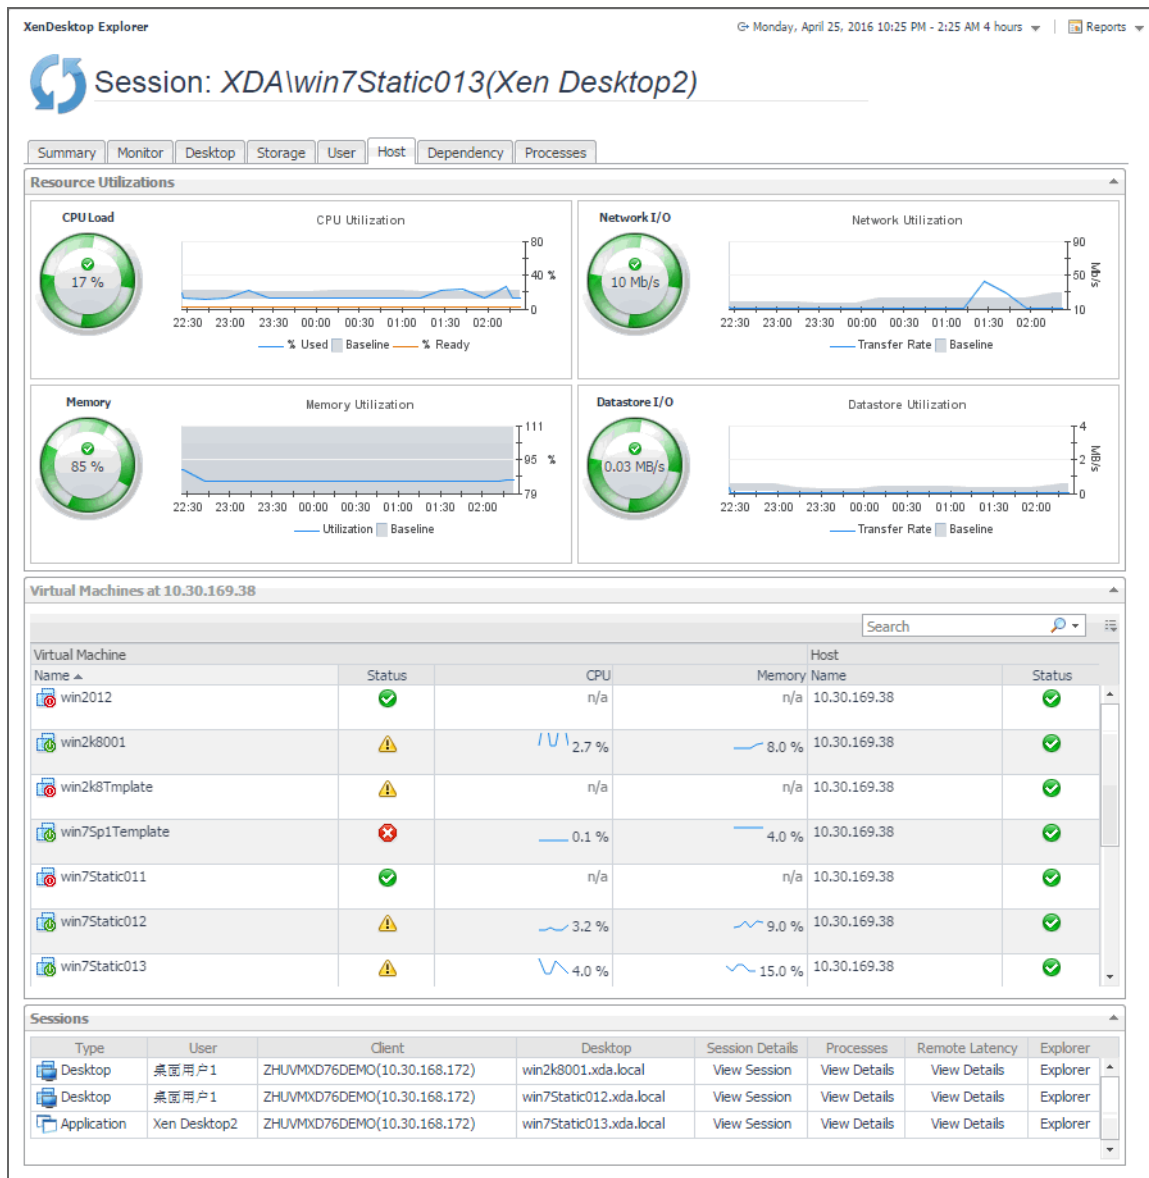 XenDesktop Explorer
Monday, April 25, 2016 10:25 PM - 2:25 AM 4 hours
Reports
Session: XDA\win7Static013(Xen Desktop2)
Summary Monitor Desktop Storage User Host Dependency Processes
Resource Utilizations
CPU Load
CPU Utilization
17 %
80
40 %
0
22:30 23:00 23:30 00:00 00:30 01:00 01:30 02:00
% Used Baseline % Ready
Network I/O
Network Utilization
10 Mb/s
90
50
10
Mb/s
22:30 23:00 23:30 00:00 00:30 01:00 01:30 02:00
Transfer Rate Baseline
Memory
Memory Utilization
85 %
111
95 %
79
22:30 23:00 23:30 00:00 00:30 01:00 01:30 02:00
Utilization Baseline
Datastore I/O
Datastore Utilization
0.03 MB/s
4
2
0
MB/s
22:30 23:00 23:30 00:00 00:30 01:00 01:30 02:00
Transfer Rate Baseline
Virtual Machines at 10.30.169.38
Search
Virtual Machine Host
Name Status CPU Memory Name Status
win2012 n/a n/a 10.30.169.38
win2k8001 2.7 % 8.0 % 10.30.169.38
win2k8Tmplate n/a n/a 10.30.169.38
win7Sp1Template 0.1 % 4.0 % 10.30.169.38
win7Static011 n/a n/a 10.30.169.38
win7Static012 3.2 % 9.0 % 10.30.169.38
win7Static013 4.0 % 15.0 % 10.30.169.38
Sessions
Type User Client Desktop Session Details Processes Remote Latency Explorer
Desktop 桌面用户1 ZHUVMXD76DEMO(10.30.168.172) win2k8001.xda.local View Session View Details View Details Explorer
Desktop 桌面用户1 ZHUVMXD76DEMO(10.30.168.172) win7Static012.xda.local View Session View Details View Details Explorer
Application Xen Desktop2 ZHUVMXD76DEMO(10.30.168.172) win7Static013.xda.local View Session View Details View Details Explorer